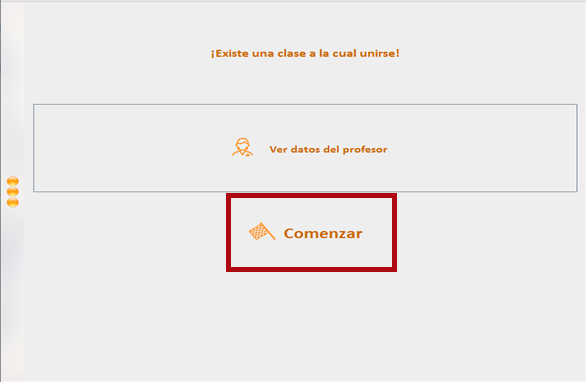 ¡Existe una clase a la cual unirse!
Ver datos del profesor
Comenzar